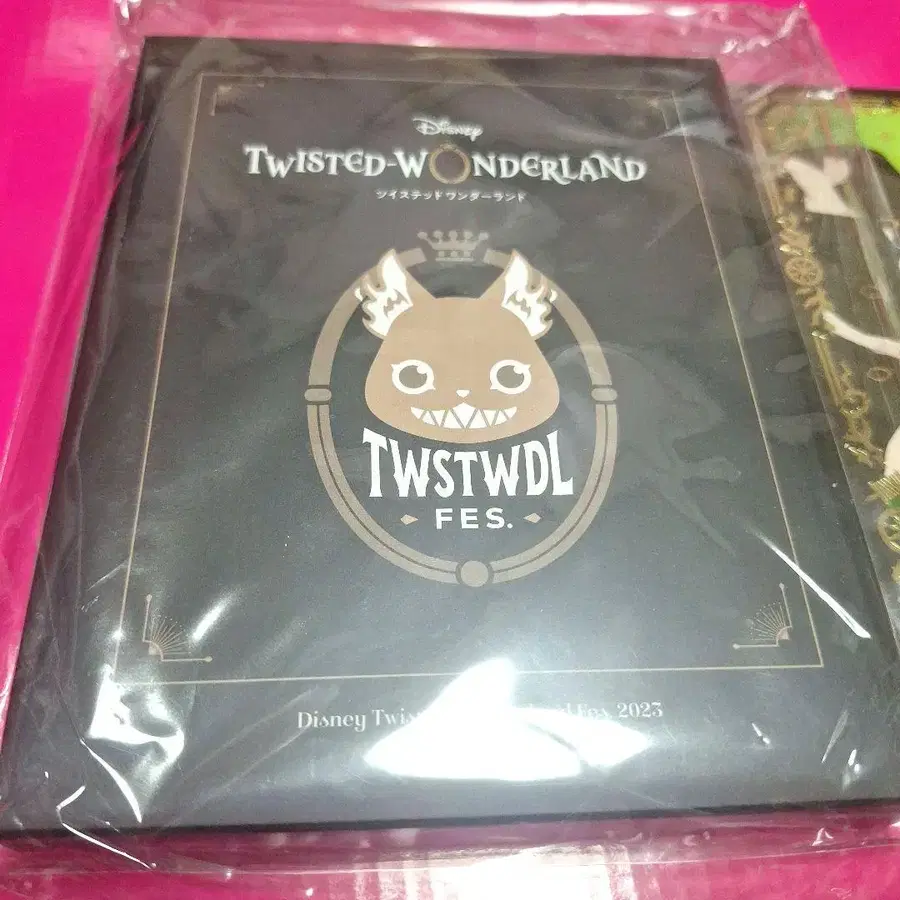 Disney
TWISTED-WONDERLAND
ツイステッドワンダーランド
TWSTWDL
FES.
Disney Fes. 2023